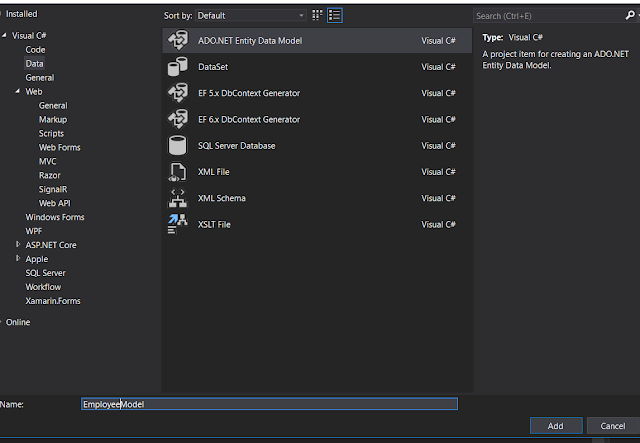 Installed
Sort by: Default
Search (Ctrl+E)
Visual C#
Code
Data
General
Web
General
Markup
Scripts
Web Forms
MVC
Razor
SignalR
Web API
Windows Forms
WPF
ASP.NET Core
Apple
SQL Server
Workflow
Xamarin.Forms
Online
ADO.NET Entity Data Model Visual C#
DataSet Visual C#
EF 5.x DbContext Generator Visual C#
EF 6.x DbContext Generator Visual C#
SQL Server Database Visual C#
XML File Visual C#
XML Schema Visual C#
XSLT File Visual C#
Type: Visual C#
A project item for creating an ADO.NET
Entity Data Model.
Name: EmployeeModel
Add Cancel